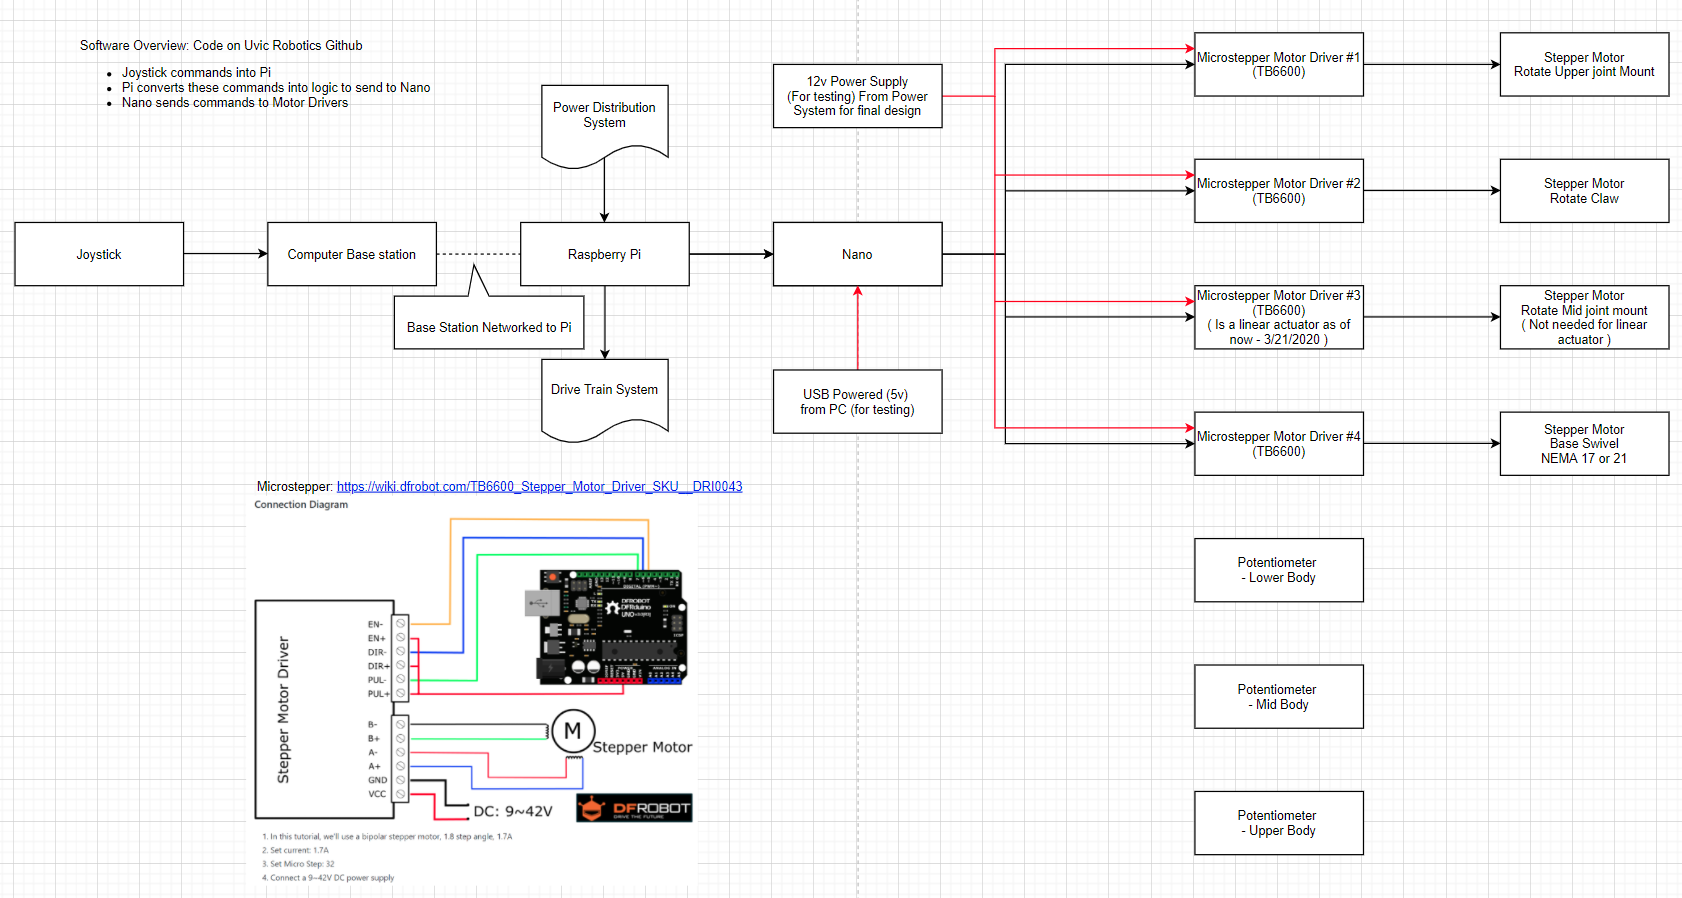 Software Overview: Code on Uvic Robotics Github
Joystick commands into Pi
Pi converts these commands into logic to send to Nano
Nano sends commands to Motor Drivers
Power Distribution
System
12v Power Supply
(For testing) From Power
System for final design
Microstepper Motor Driver #1
(TB6600)
Stepper Motor
Rotate Upper joint Mount
Microstepper Motor Driver #2
(TB6600)
Stepper Motor
Rotate Claw
Joystick
Computer Base station
Raspberry Pi
Nano
Base Station Networked to Pi
Microstepper Motor Driver #3
(TB6600)
( Is a linear actuator as of
now - 3/21/2020 )
Stepper Motor
Rotate Mid joint mount
( Not needed for linear
actuator )
Drive Train System
USB Powered (5v)
from PC (for testing)
Microstepper Motor Driver #4
(TB6600)
Stepper Motor
Base Swivel
NEMA 17 or 21
Microstepper: https://wiki.dfrobot.com/TB6600_Stepper_Motor_Driver_SKU__DRI0043
Connection Diagram
Stepper Motor Driver
EN-
EN+
DIR-
DIR+
PUL-
PUL+
B-
B+
A-
A+
GND
VCC
DFROBOT
DFRduino
UNO
M
Stepper Motor
DC: 9~42V
DFROBOT
DRIVE THE FUTURE
1. In this tutorial, we'll use a bipolar stepper motor, 1.8 step angle, 1.7A
2. Set current: 1.7A
3. Set Micro Step: 32
4. Connect a 9~42V DC power supply
Potentiometer
- Lower Body
Potentiometer
- Mid Body
Potentiometer
- Upper Body